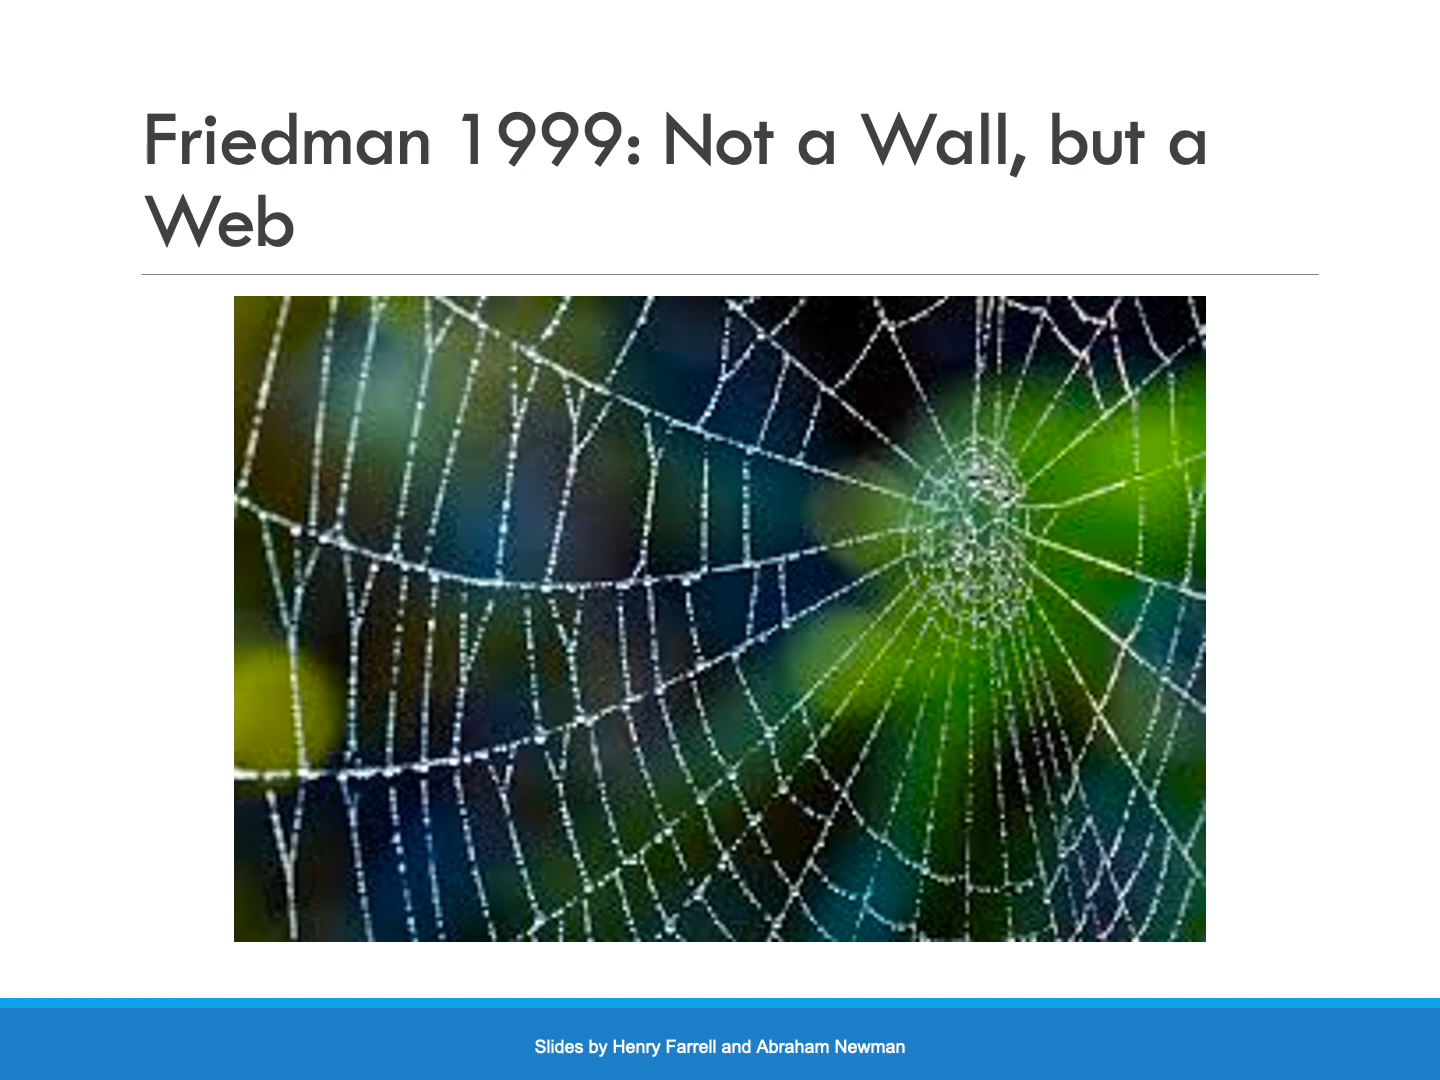 Friedman 1999: Not a Wall, but a
Web
Slides by Henry Farrell and Abraham Newman